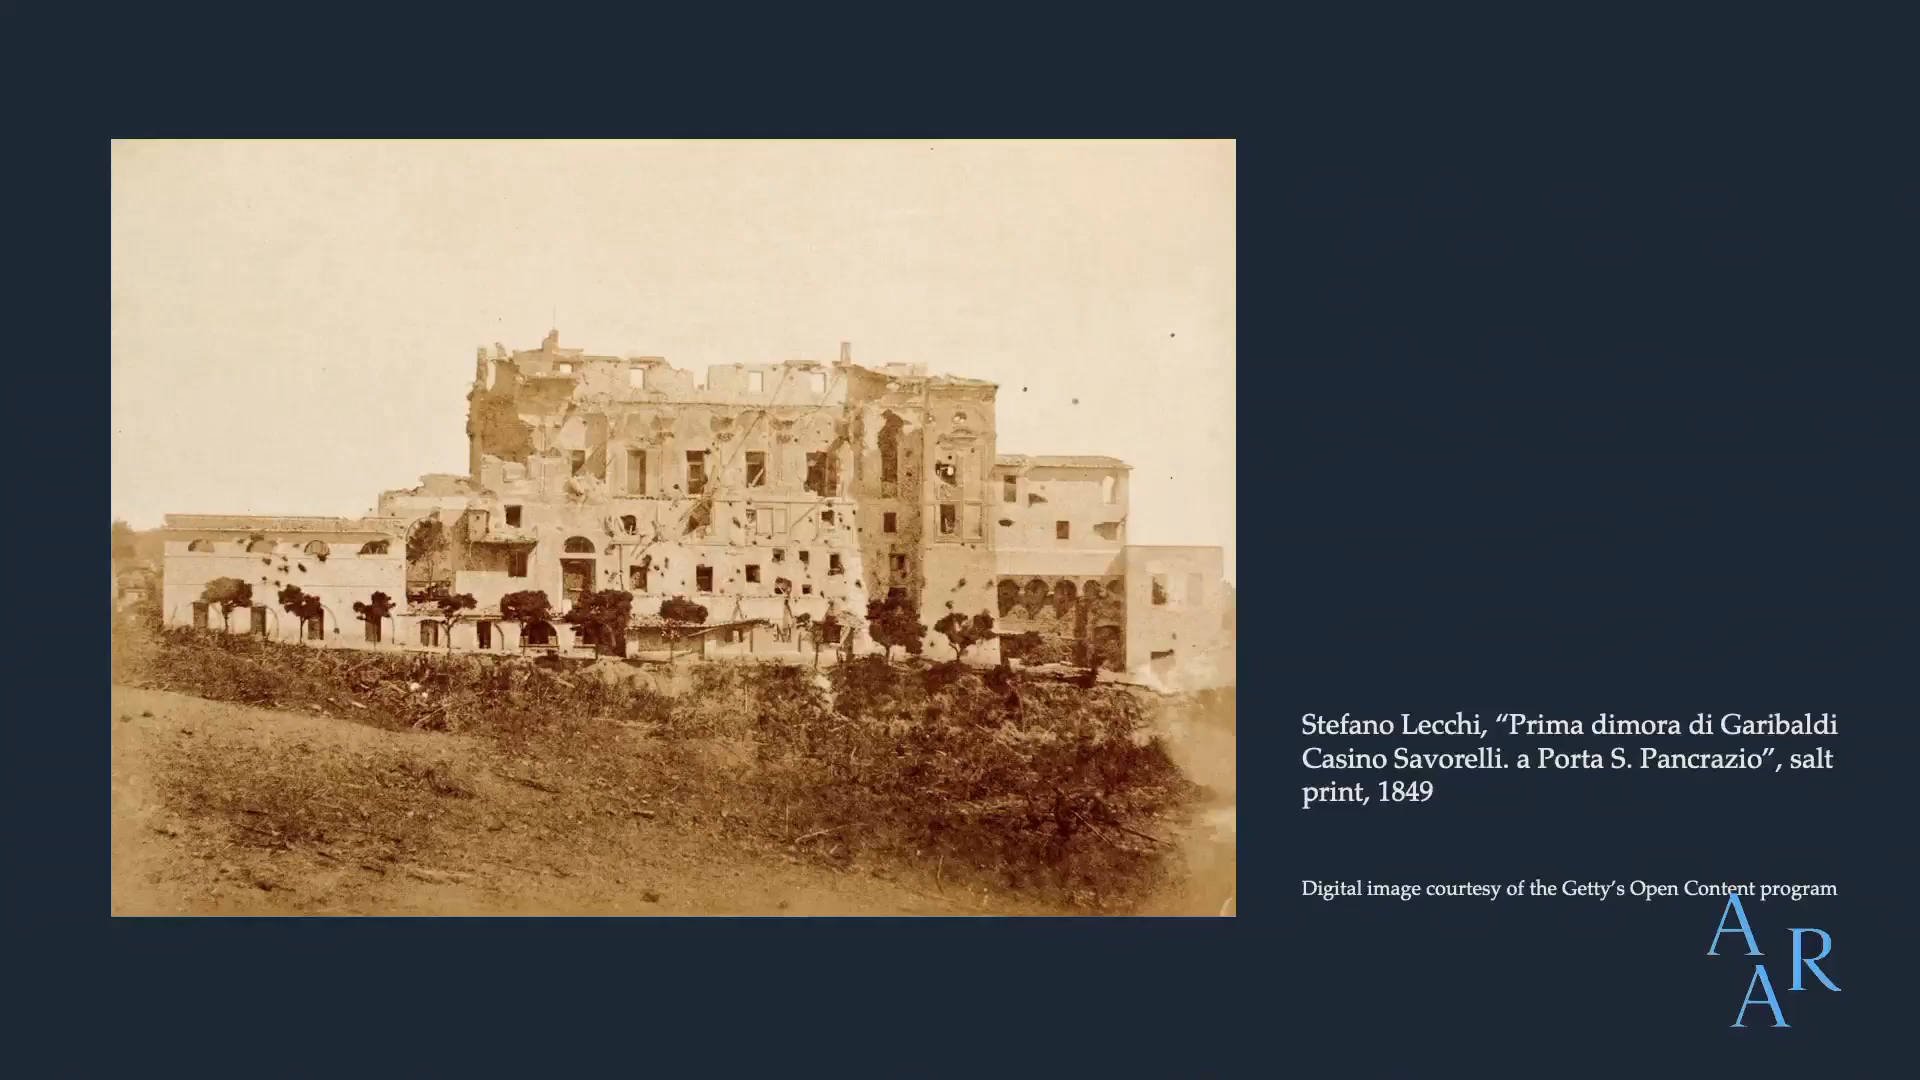 Stefano Lecchi, “Prima dimora di Garibaldi
Casino Savorelli. a Porta S. Pancrazio”, salt
print, 1849
Digital image courtesy of the Getty’s Open Content program
A
R
A